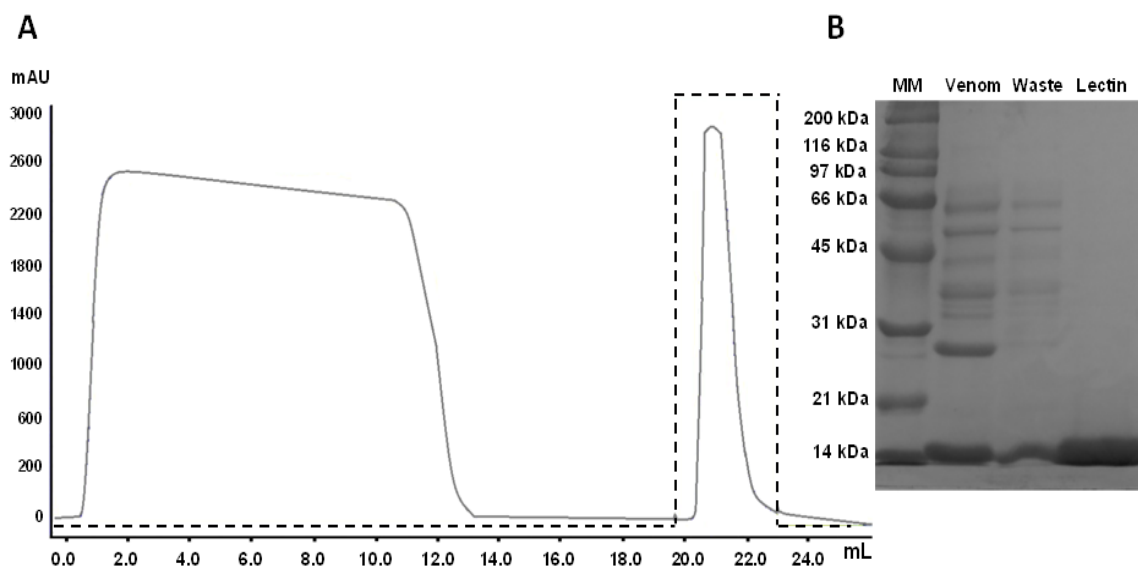 A
mAU
3000
2600
2200
1800
1400
1000
600
200
0
0.0 2.0 4.0 6.0 8.0 10.0 12.0 14.0 16.0 18.0 20.0 22.0 24.0 mL
B
MM Venom Waste Lectin
200 kDa
116 kDa
97 kDa
66 kDa
45 kDa
31 kDa
21 kDa
14 kDa